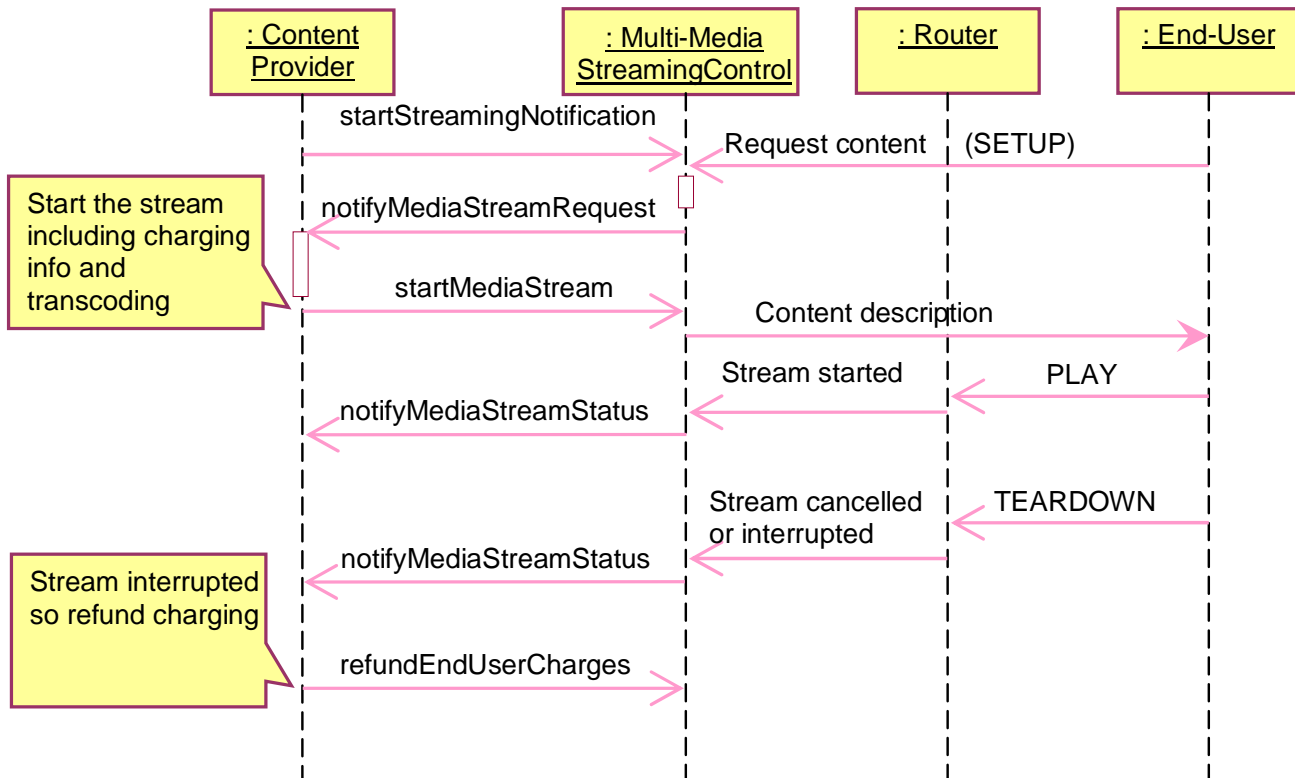 : Content
Provider
: Multi-Media
StreamingControl
: Router
: End-User
startStreamingNotification
Request content (SETUP)
Start the stream
including charging
info and
transcoding
notifyMediaStreamRequest
startMediaStream
Content description
Stream started
PLAY
notifyMediaStreamStatus
Stream cancelled
or interrupted
TEARDOWN
notifyMediaStreamStatus
Stream interrupted
so refund charging
refundEndUserCharges